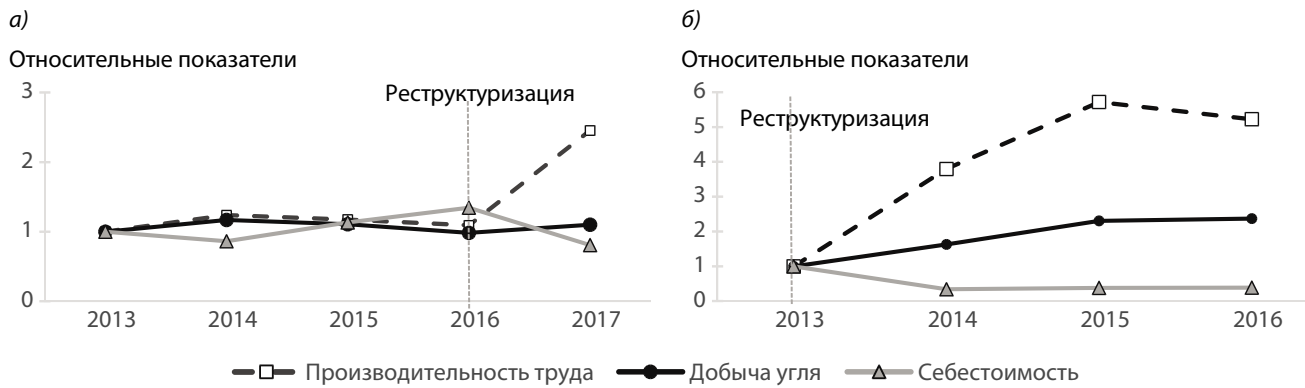 а)
Относительные показатели
3
Реструктуризация
2
1
0
2013 2014 2015 2016 2017
б)
Относительные показатели
6
Реструктуризация
5
4
3
2
1
0
2013 2014 2015 2016
Производительность труда Добыча угля Себестоимость